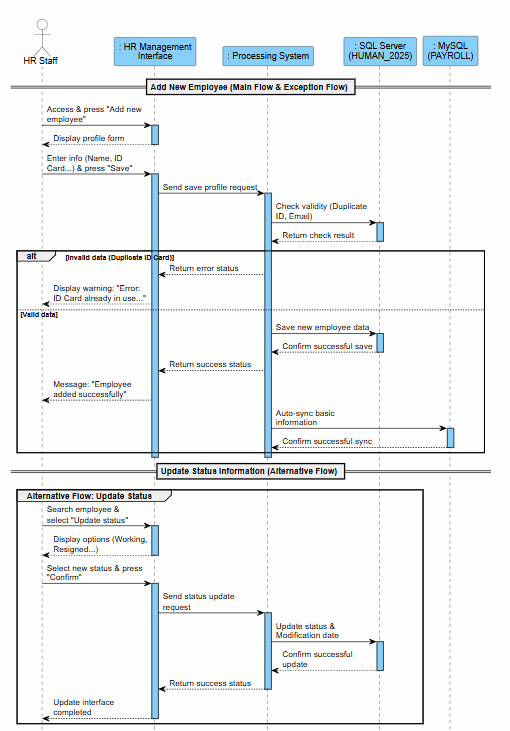 HR Staff
: HR Management
Interface
: Processing System
: SQL Server
(HUMAN_2025)
: MySQL
(PAYROLL)
Add New Employee (Main Flow & Exception Flow)
Access & press "Add new
employee"
Display profile form
Enter info (Name, ID
Card...) & press "Save"
Send save profile request
Check validity (Duplicate
ID, Email)
Return check result
alt
[Invalid data (Duplicate ID Card)]
Return error status
Display warning: "Error:
ID Card already in use..."
[Valid data]
Save new employee data
Confirm successful save
Return success status
Message: "Employee
added successfully"
Auto-sync basic
information
Confirm successful sync
Update Status Information (Alternative Flow)
Alternative Flow: Update Status
Search employee &
select "Update status"
Display options (Working,
Resigned...)
Select new status & press
"Confirm"
Send status update
request
Update status &
Modification date
Confirm successful
update
Return success status
Update interface
completed